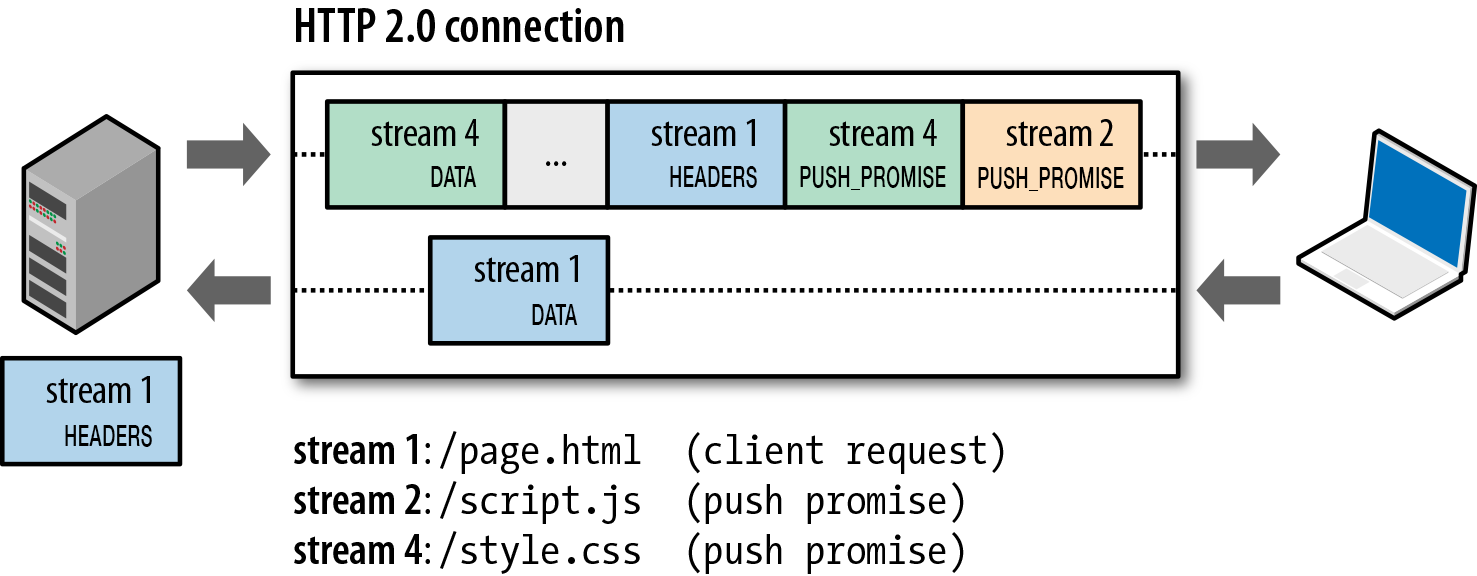 HTTP 2.0 connection
stream 4
DATA
...
stream 1
HEADERS
stream 4
PUSH_PROMISE
stream 2
PUSH_PROMISE
stream 1
DATA
stream 1
HEADERS
stream 1: /page.html (client request)
stream 2: /script.js (push promise)
stream 4: /style.css (push promise)